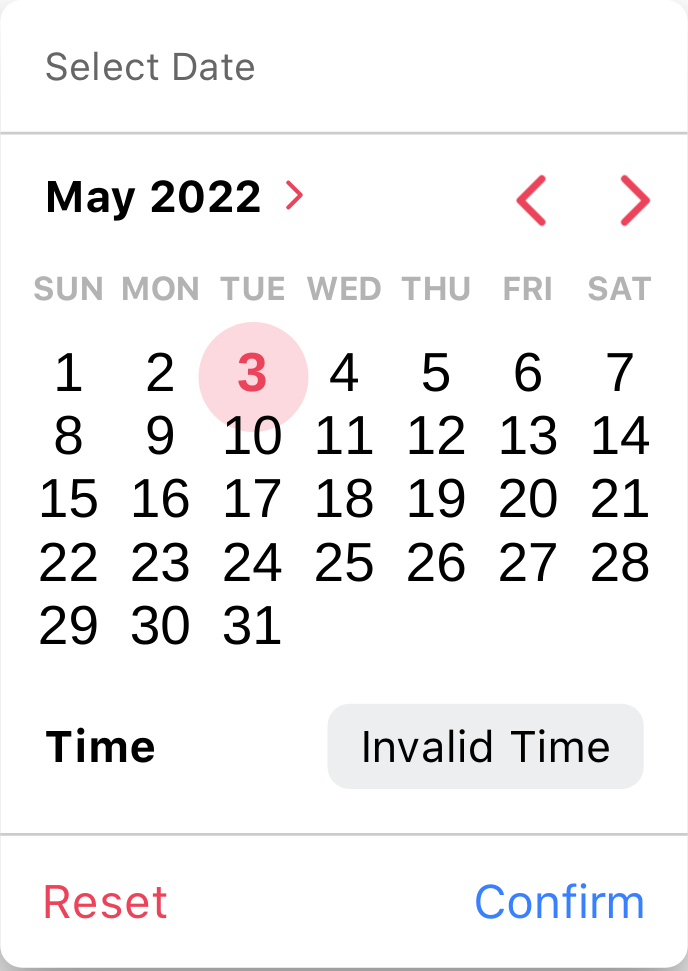 Select Date
May 2022
SUN MON TUE WED THU FRI SAT
1 2 3 4 5 6 7
8 9 10 11 12 13 14
15 16 17 18 19 20 21
22 23 24 25 26 27 28
29 30 31
Time Invalid Time
Reset Confirm